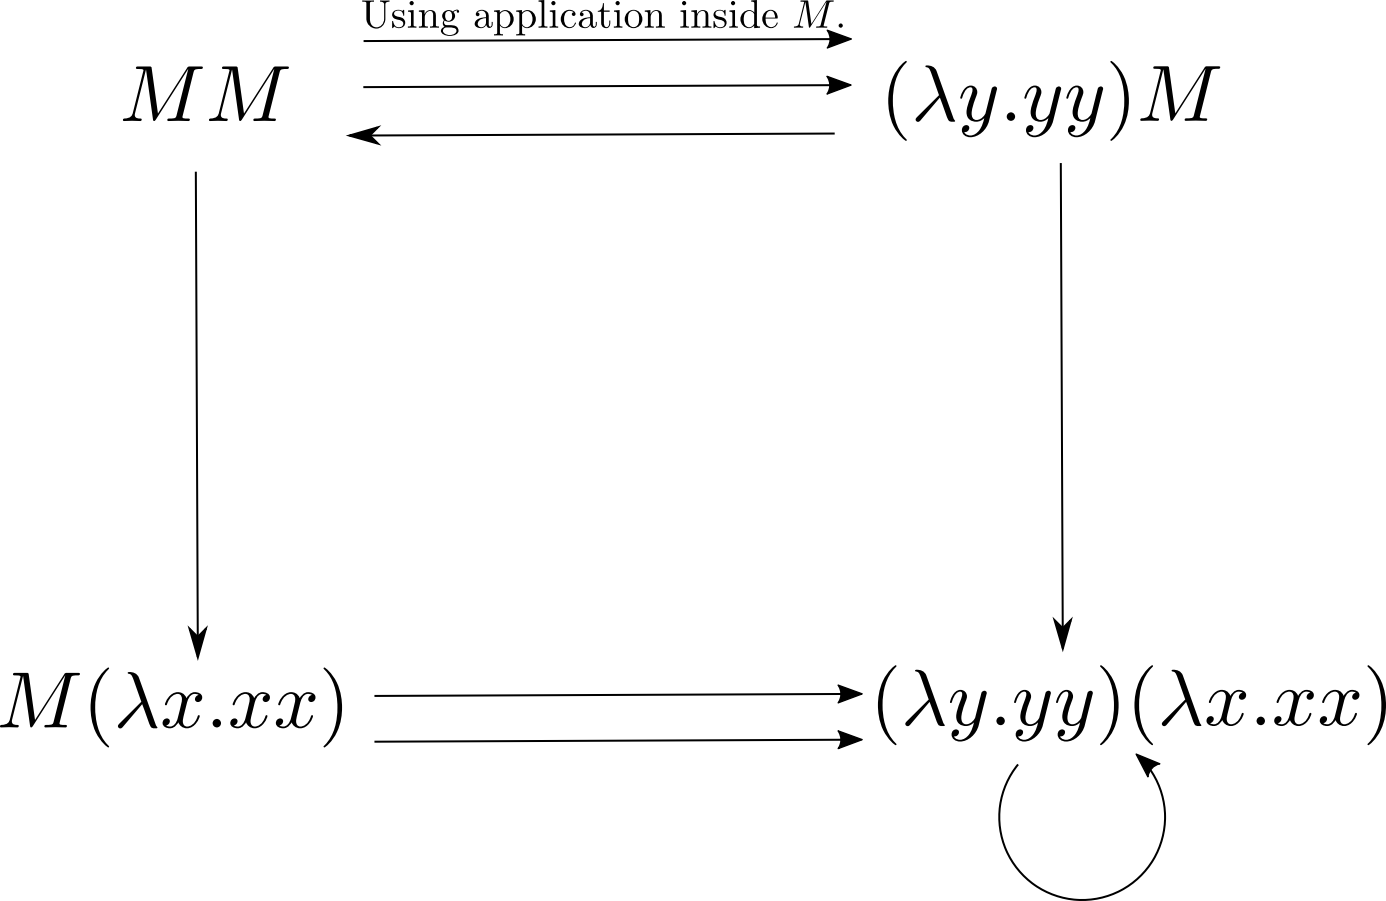 Using application inside M.
MM
(λy.yy)M
M(λx.xx)
(λy.yy)(λx.xx)